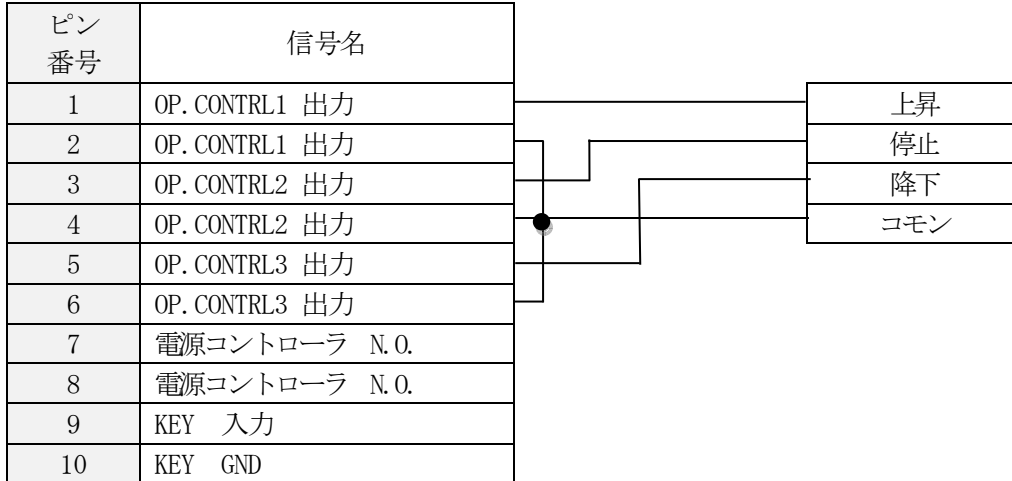 ピン
番号
信号名
1 OP.CONTRL1 出力
上昇
2 OP.CONTRL1 出力
停止
3 OP.CONTRL2 出力
降下
4 OP.CONTRL2 出力
コモン
5 OP.CONTRL3 出力
6 OP.CONTRL3 出力
7 電源コントローラ N.O.
8 電源コントローラ N.O.
9 KEY 入力
10 KEY GND